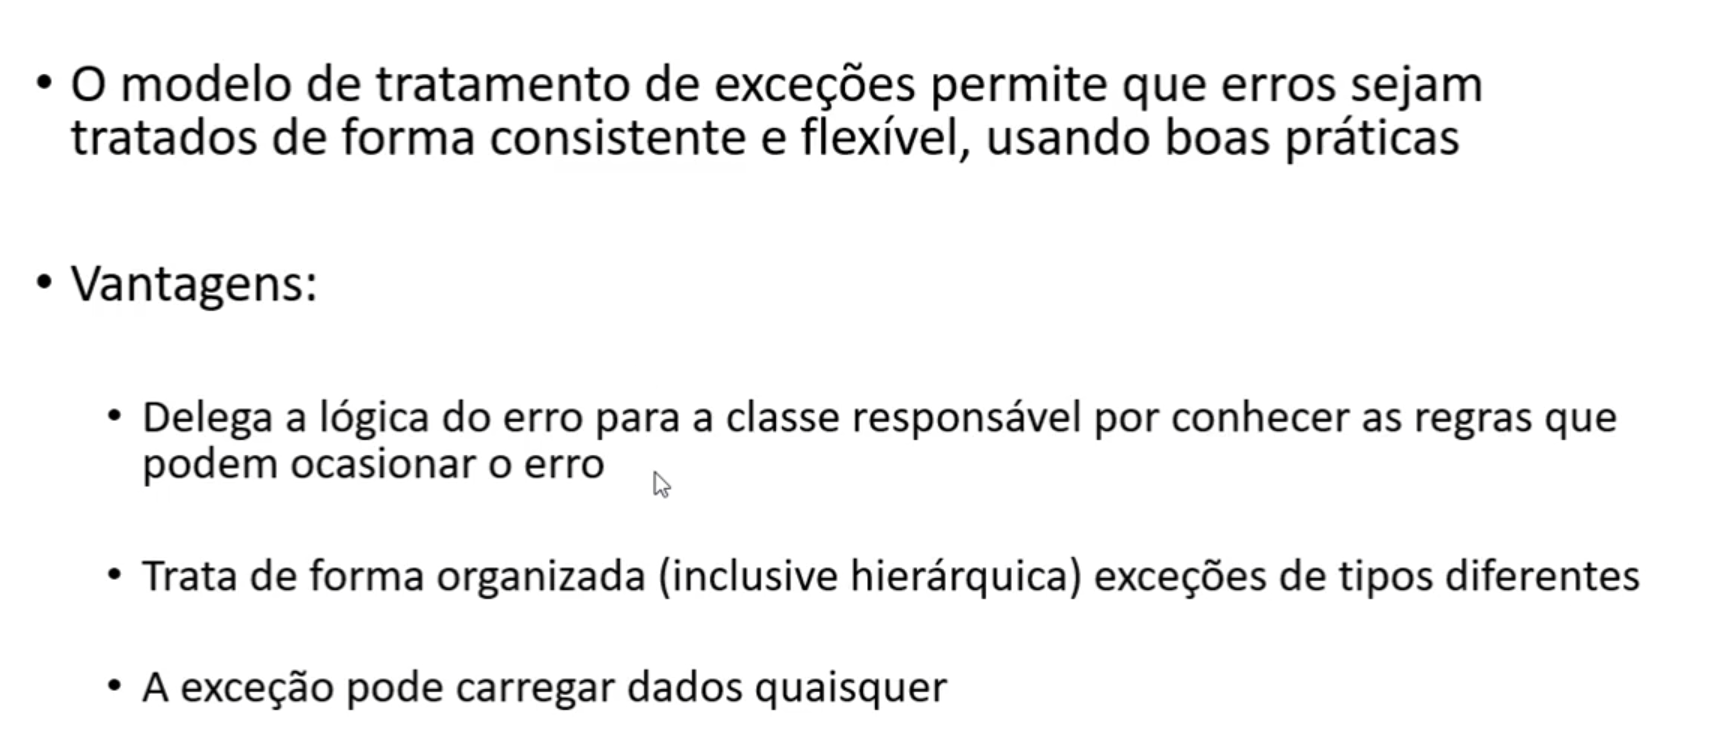 • O modelo de tratamento de exceções permite que erros sejam
tratados de forma consistente e flexível, usando boas práticas
• Vantagens:
• Delega a lógica do erro para a classe responsável por conhecer as regras que
podem ocasionar o erro
• Trata de forma organizada (inclusive hierárquica) exceções de tipos diferentes
• A exceção pode carregar dados quaisquer